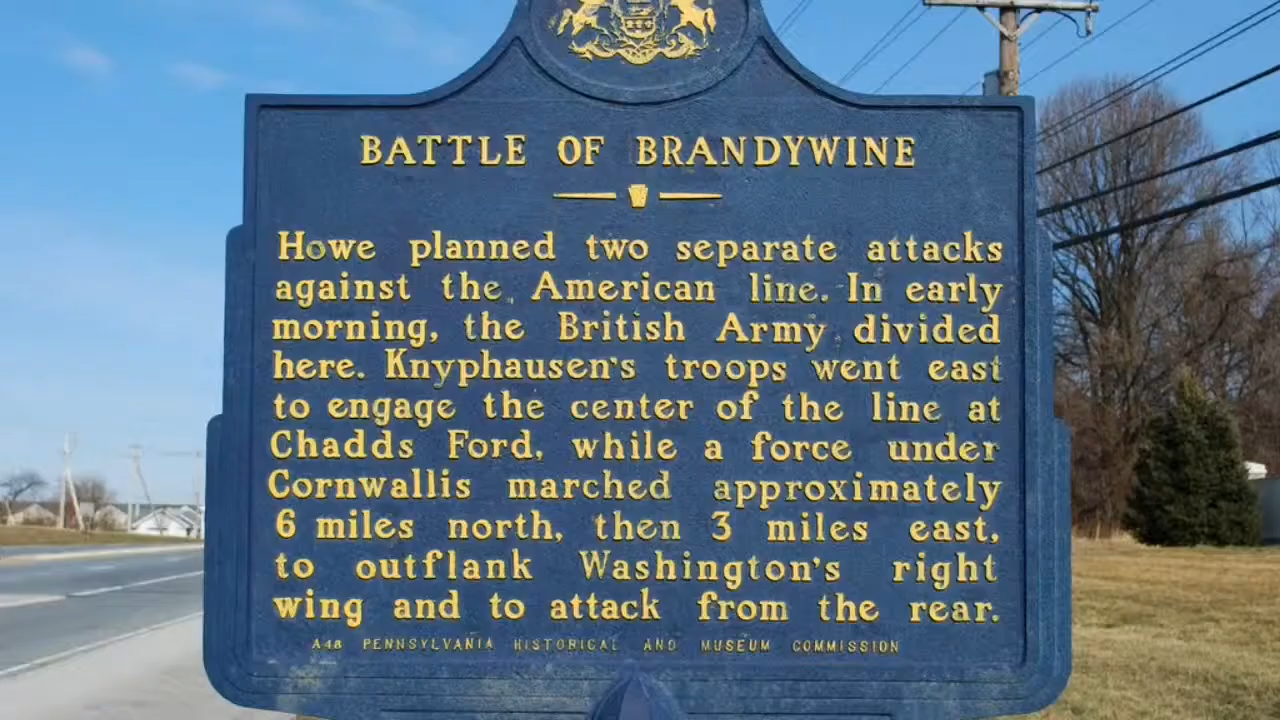 BATTLE OF BRANDYWINE
Howe planned two separate attacks
against the American line. In early
morning, the British Army divided
here. Knyphausen's troops went east
to engage the center of the line at
Chadds Ford, while a force under
Cornwallis marched approximately
6 miles north, then 3 miles east,
to outflank Washington's right
wing and to attack from the rear.
A48 PENNSYLVANIA HISTORICAL AND MUSEUM COMMISSION